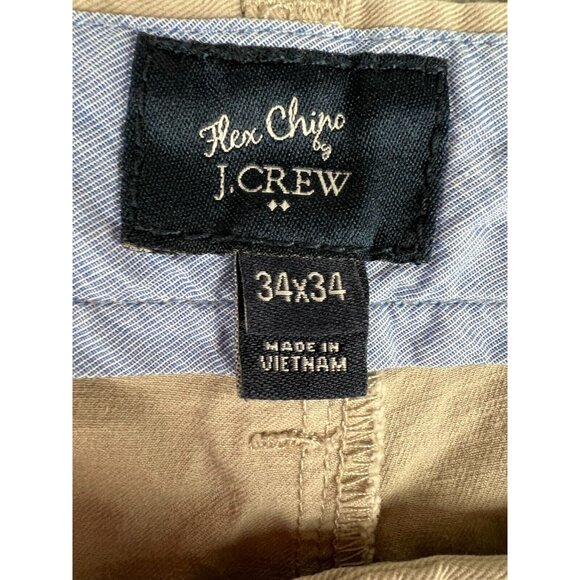 Flex Chino
by
J.CREW
34x34
MADE IN
VIETNAM